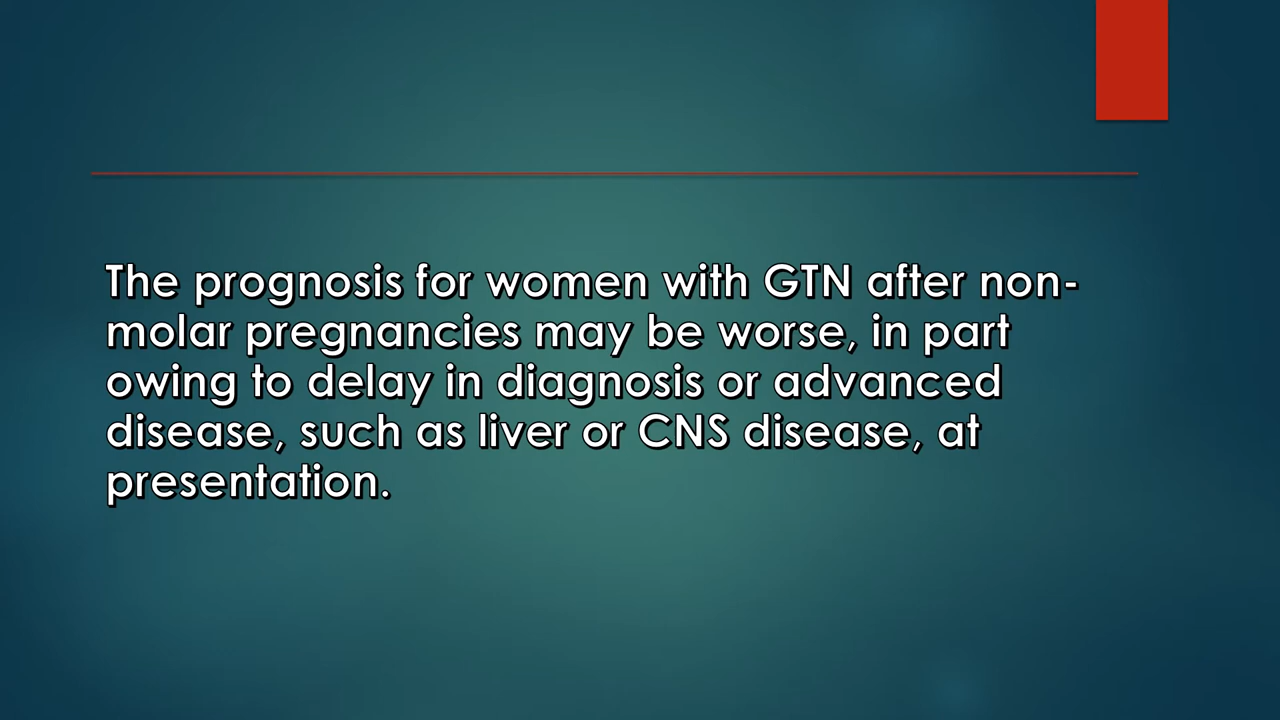 The prognosis for women with GTN after non-
molar pregnancies may be worse, in part
owing to delay in diagnosis or advanced
disease, such as liver or CNS disease, at
presentation.